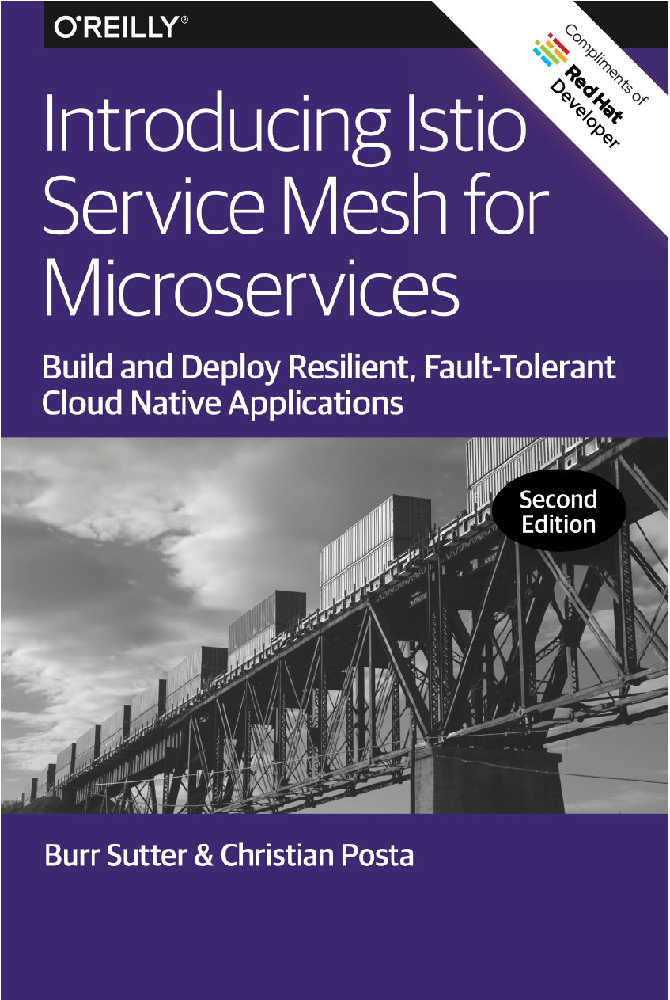 O'REILLY®
Compliments of
Red Hat
Developer
Introducing Istio
Service Mesh for
Microservices
Build and Deploy Resilient, Fault-Tolerant
Cloud Native Applications
Second
Edition
Burr Sutter & Christian Posta